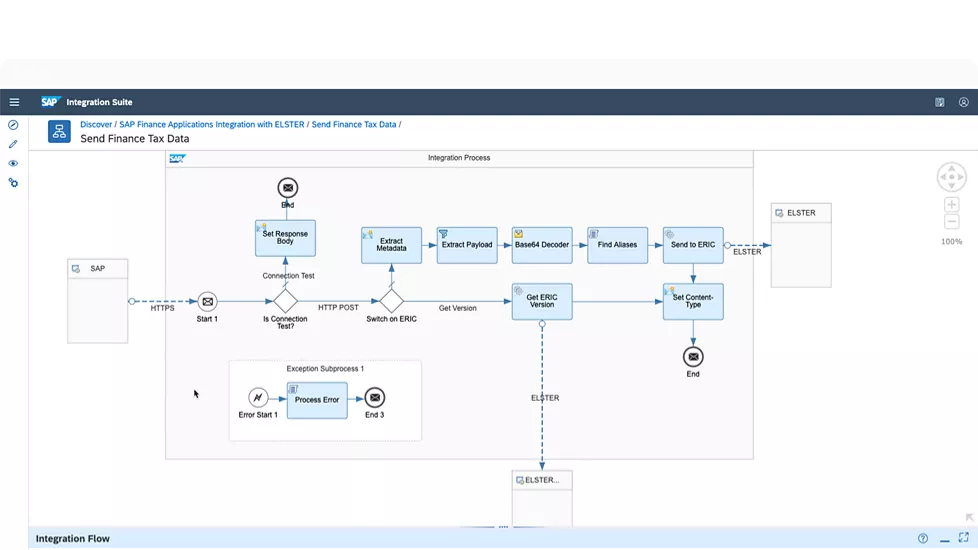 SAP Integration Suite
Discover / SAP Finance Applications Integration with ELSTER / Send Finance Tax Data /
Send Finance Tax Data
SAP
Integration Process
End
Set Response
Body
Connection Test
Extract
Metadata
Extract Payload
Base64 Decoder
Find Aliases
Send to ERIC
ELSTER
ELSTER
100%
SAP
HTTPS
Start 1
Is Connection
Test?
HTTP POST
Switch on ERIC
Get Version
Get ERIC
Version
Set Content-
Type
End
Exception Subprocess 1
Error Start 1
Process Error
End 3
ELSTER
ELSTER...
Integration Flow